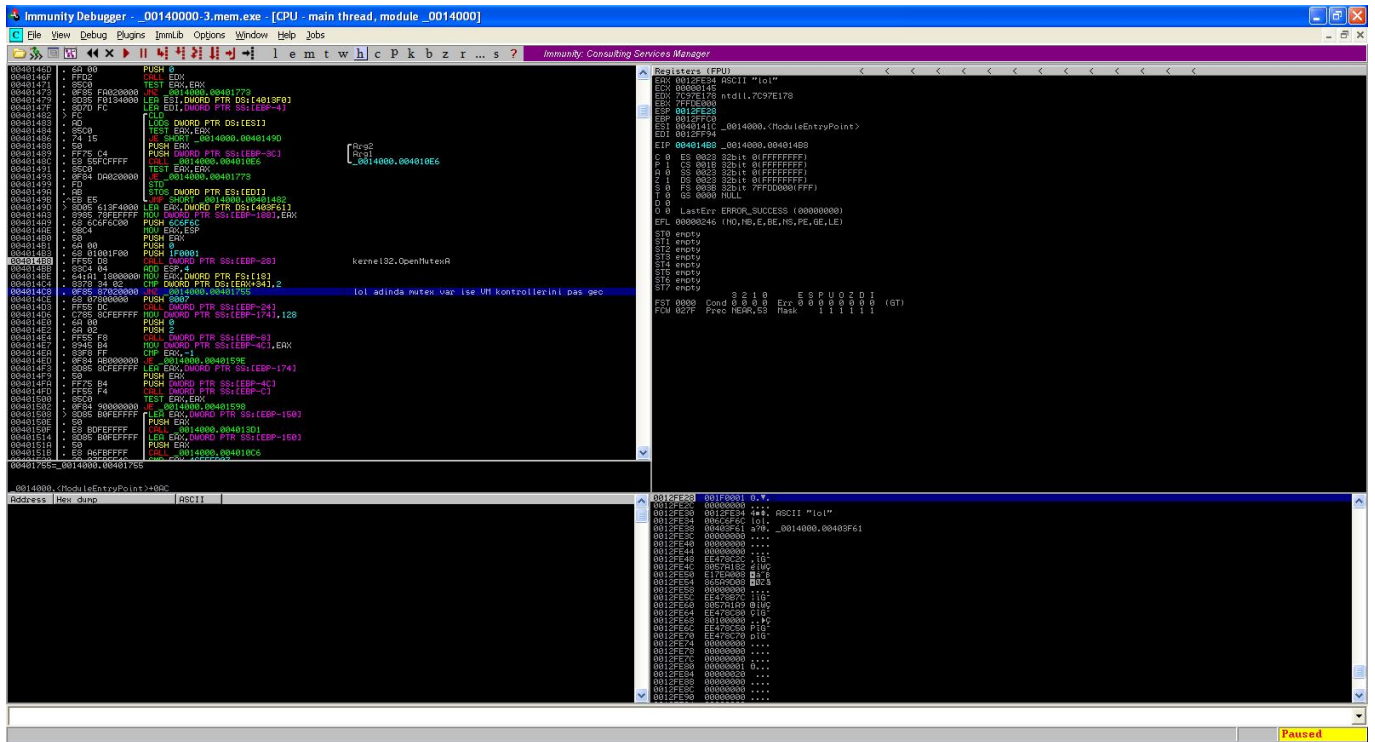 Immunity Debugger - _00140000-3.mem.exe - [CPU - main thread, module _0014000]
File View Debug Plugins ImmLib Options Window Help Jobs
l e m t w h c P k b z r ... s ? Immunity: Consulting Services Manager
0040146D . 6A 00 PUSH 0
0040146F . FFD2 CALL EDX
00401471 . 85C0 TEST EAX,EAX
00401473 . 0F85 FA020000 JNZ _0014000.00401773
00401479 . 8D35 F0134000 LEA ESI,DWORD PTR DS:[4013F0]
0040147F . 8D7D FC LEA EDI,DWORD PTR SS:[EBP-4]
00401482 > FC CLD
00401483 . AD LODS DWORD PTR DS:[ESI]
00401484 . 85C0 TEST EAX,EAX
00401486 . 74 15 JE SHORT _0014000.0040149D
00401488 . 50 PUSH EAX Arg2
00401489 . FF75 C4 PUSH DWORD PTR SS:[EBP-3C] Arg1
0040148C . E8 55FCFFFF CALL _0014000.004010E6 _0014000.004010E6
00401491 . 85C0 TEST EAX,EAX
00401493 . 0F84 DA020000 JE _0014000.00401773
00401499 . FD STD
0040149A . AB STOS DWORD PTR ES:[EDI]
0040149B .^EB E5 JMP SHORT _0014000.00401482
0040149D > 8D05 613F4000 LEA EAX,DWORD PTR DS:[403F61]
004014A3 . 8985 78FEFFFF MOV DWORD PTR SS:[EBP-188],EAX
004014A9 . 68 6C6F6C00 PUSH 6C6F6C
004014AE . 8BC4 MOV EAX,ESP
004014B0 . 50 PUSH EAX
004014B1 . 6A 00 PUSH 0
004014B3 . 68 01001F00 PUSH 1F0001
004014B8 . FF55 D8 CALL DWORD PTR SS:[EBP-28] kernel32.OpenMutexA
004014BB . 83C4 04 ADD ESP,4
004014BE . 64:A1 18000000 MOV EAX,DWORD PTR FS:[18]
004014C4 . 8378 34 02 CMP DWORD PTR DS:[EAX+34],2
004014C8 . 0F85 87020000 JNZ _0014000.00401755 lol adinda mutex var ise VM kontrollerini pas gec
004014CE . 68 07800000 PUSH 8007
004014D3 . FF55 DC CALL DWORD PTR SS:[EBP-24]
004014D6 . C785 8CFEFFFF MOV DWORD PTR SS:[EBP-174],128
004014E0 . 6A 00 PUSH 0
004014E2 . 6A 02 PUSH 2
004014E4 . FF55 F8 CALL DWORD PTR SS:[EBP-8]
004014E7 . 8945 B4 MOV DWORD PTR SS:[EBP-4C],EAX
004014EA . 83F8 FF CMP EAX,-1
004014ED . 0F84 AB000000 JE _0014000.0040159E
004014F3 . 8D85 8CFEFFFF LEA EAX,DWORD PTR SS:[EBP-174]
004014F9 . 50 PUSH EAX
004014FA . FF75 B4 PUSH DWORD PTR SS:[EBP-4C]
004014FD . FF55 F4 CALL DWORD PTR SS:[EBP-C]
00401500 . 85C0 TEST EAX,EAX
00401502 . 0F84 90000000 JE _0014000.00401598
00401508 > 8D85 B0FEFFFF LEA EAX,DWORD PTR SS:[EBP-150]
0040150E . 50 PUSH EAX
0040150F . E8 BDFEFFFF CALL _0014000.004013D1
00401514 . 8D85 B0FEFFFF LEA EAX,DWORD PTR SS:[EBP-150]
0040151A . 50 PUSH EAX
0040151B . E8 A6FBFFFF CALL _0014000.004010C6
00401755=_0014000.00401755
_0014000.<ModuleEntryPoint>+0AC
Registers (FPU) < < < < < < < < < < < <
EAX 0012FE34 ASCII "lol"
ECX 00000145
EDX 7C97E178 ntdll.7C97E178
EBX 7FFDE000
ESP 0012FE28
EBP 0012FFC0
ESI 0040141C _0014000.<ModuleEntryPoint>
EDI 0012FF94
EIP 004014B8 _0014000.004014B8
C 0 ES 0023 32bit 0(FFFFFFFF)
P 1 CS 001B 32bit 0(FFFFFFFF)
A 0 SS 0023 32bit 0(FFFFFFFF)
Z 1 DS 0023 32bit 0(FFFFFFFF)
S 0 FS 003B 32bit 7FFDD000(FFF)
T 0 GS 0000 NULL
D 0
O 0 LastErr ERROR_SUCCESS (00000000)
EFL 00000246 (NO,NB,E,BE,NS,PE,GE,LE)
ST0 empty
ST1 empty
ST2 empty
ST3 empty
ST4 empty
ST5 empty
ST6 empty
ST7 empty
3 2 1 0 E S P U O Z D I
FST 0000 Cond 0 0 0 0 Err 0 0 0 0 0 0 0 0 (GT)
FCW 027F Prec NEAR,53 Mask 1 1 1 1 1 1
Address Hex dump ASCII
0012FE28 001F0001
0012FE2C 00000000 ....
0012FE30 0012FE34 ASCII "lol"
0012FE34 006C6F6C lol.
0012FE38 00403F61 a?@. _0014000.00403F61
0012FE3C 00000000 ....
0012FE40 00000000 ....
0012FE44 00000000 ....
0012FE48 EE478C2C
0012FE4C 8057A182
0012FE50 E17EA008
0012FE54 865A9D08
0012FE58 00000000 ....
0012FE5C EE478B7C
0012FE60 8057A1A9
0012FE64 EE478C80
0012FE68 80100000
0012FE6C EE478C50
0012FE70 EE478C70
0012FE74 00000000 ....
0012FE78 00000000 ....
0012FE7C 00000000 ....
0012FE80 00000001
0012FE84 00000020 ...
0012FE88 00000000 ....
0012FE8C 00000000 ....
0012FE90 00000000 ....
Paused